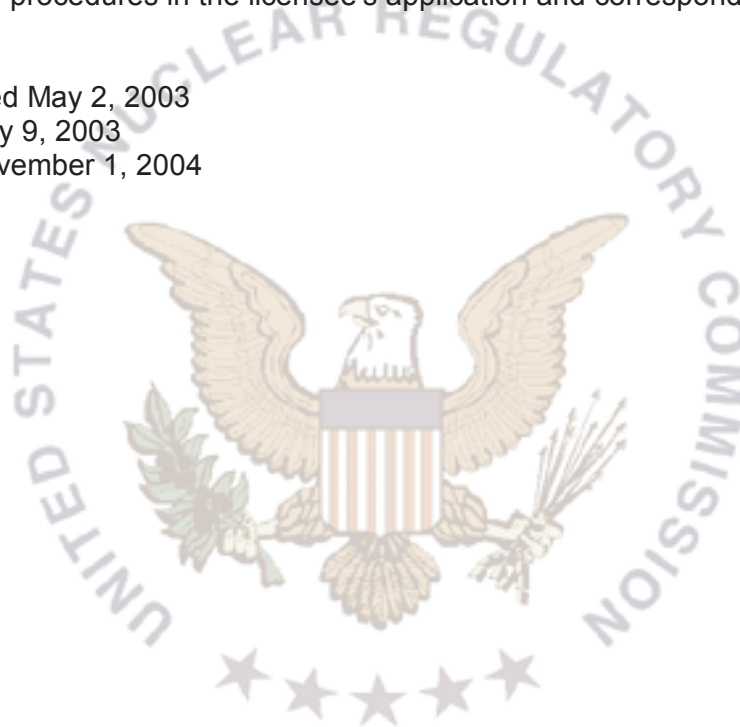 procedures in the licensee's application and correspond
ed May 2, 2003
y 9, 2003
vember 1, 2004
UNITED STATES NUCLEAR REGULATORY COMMISSION